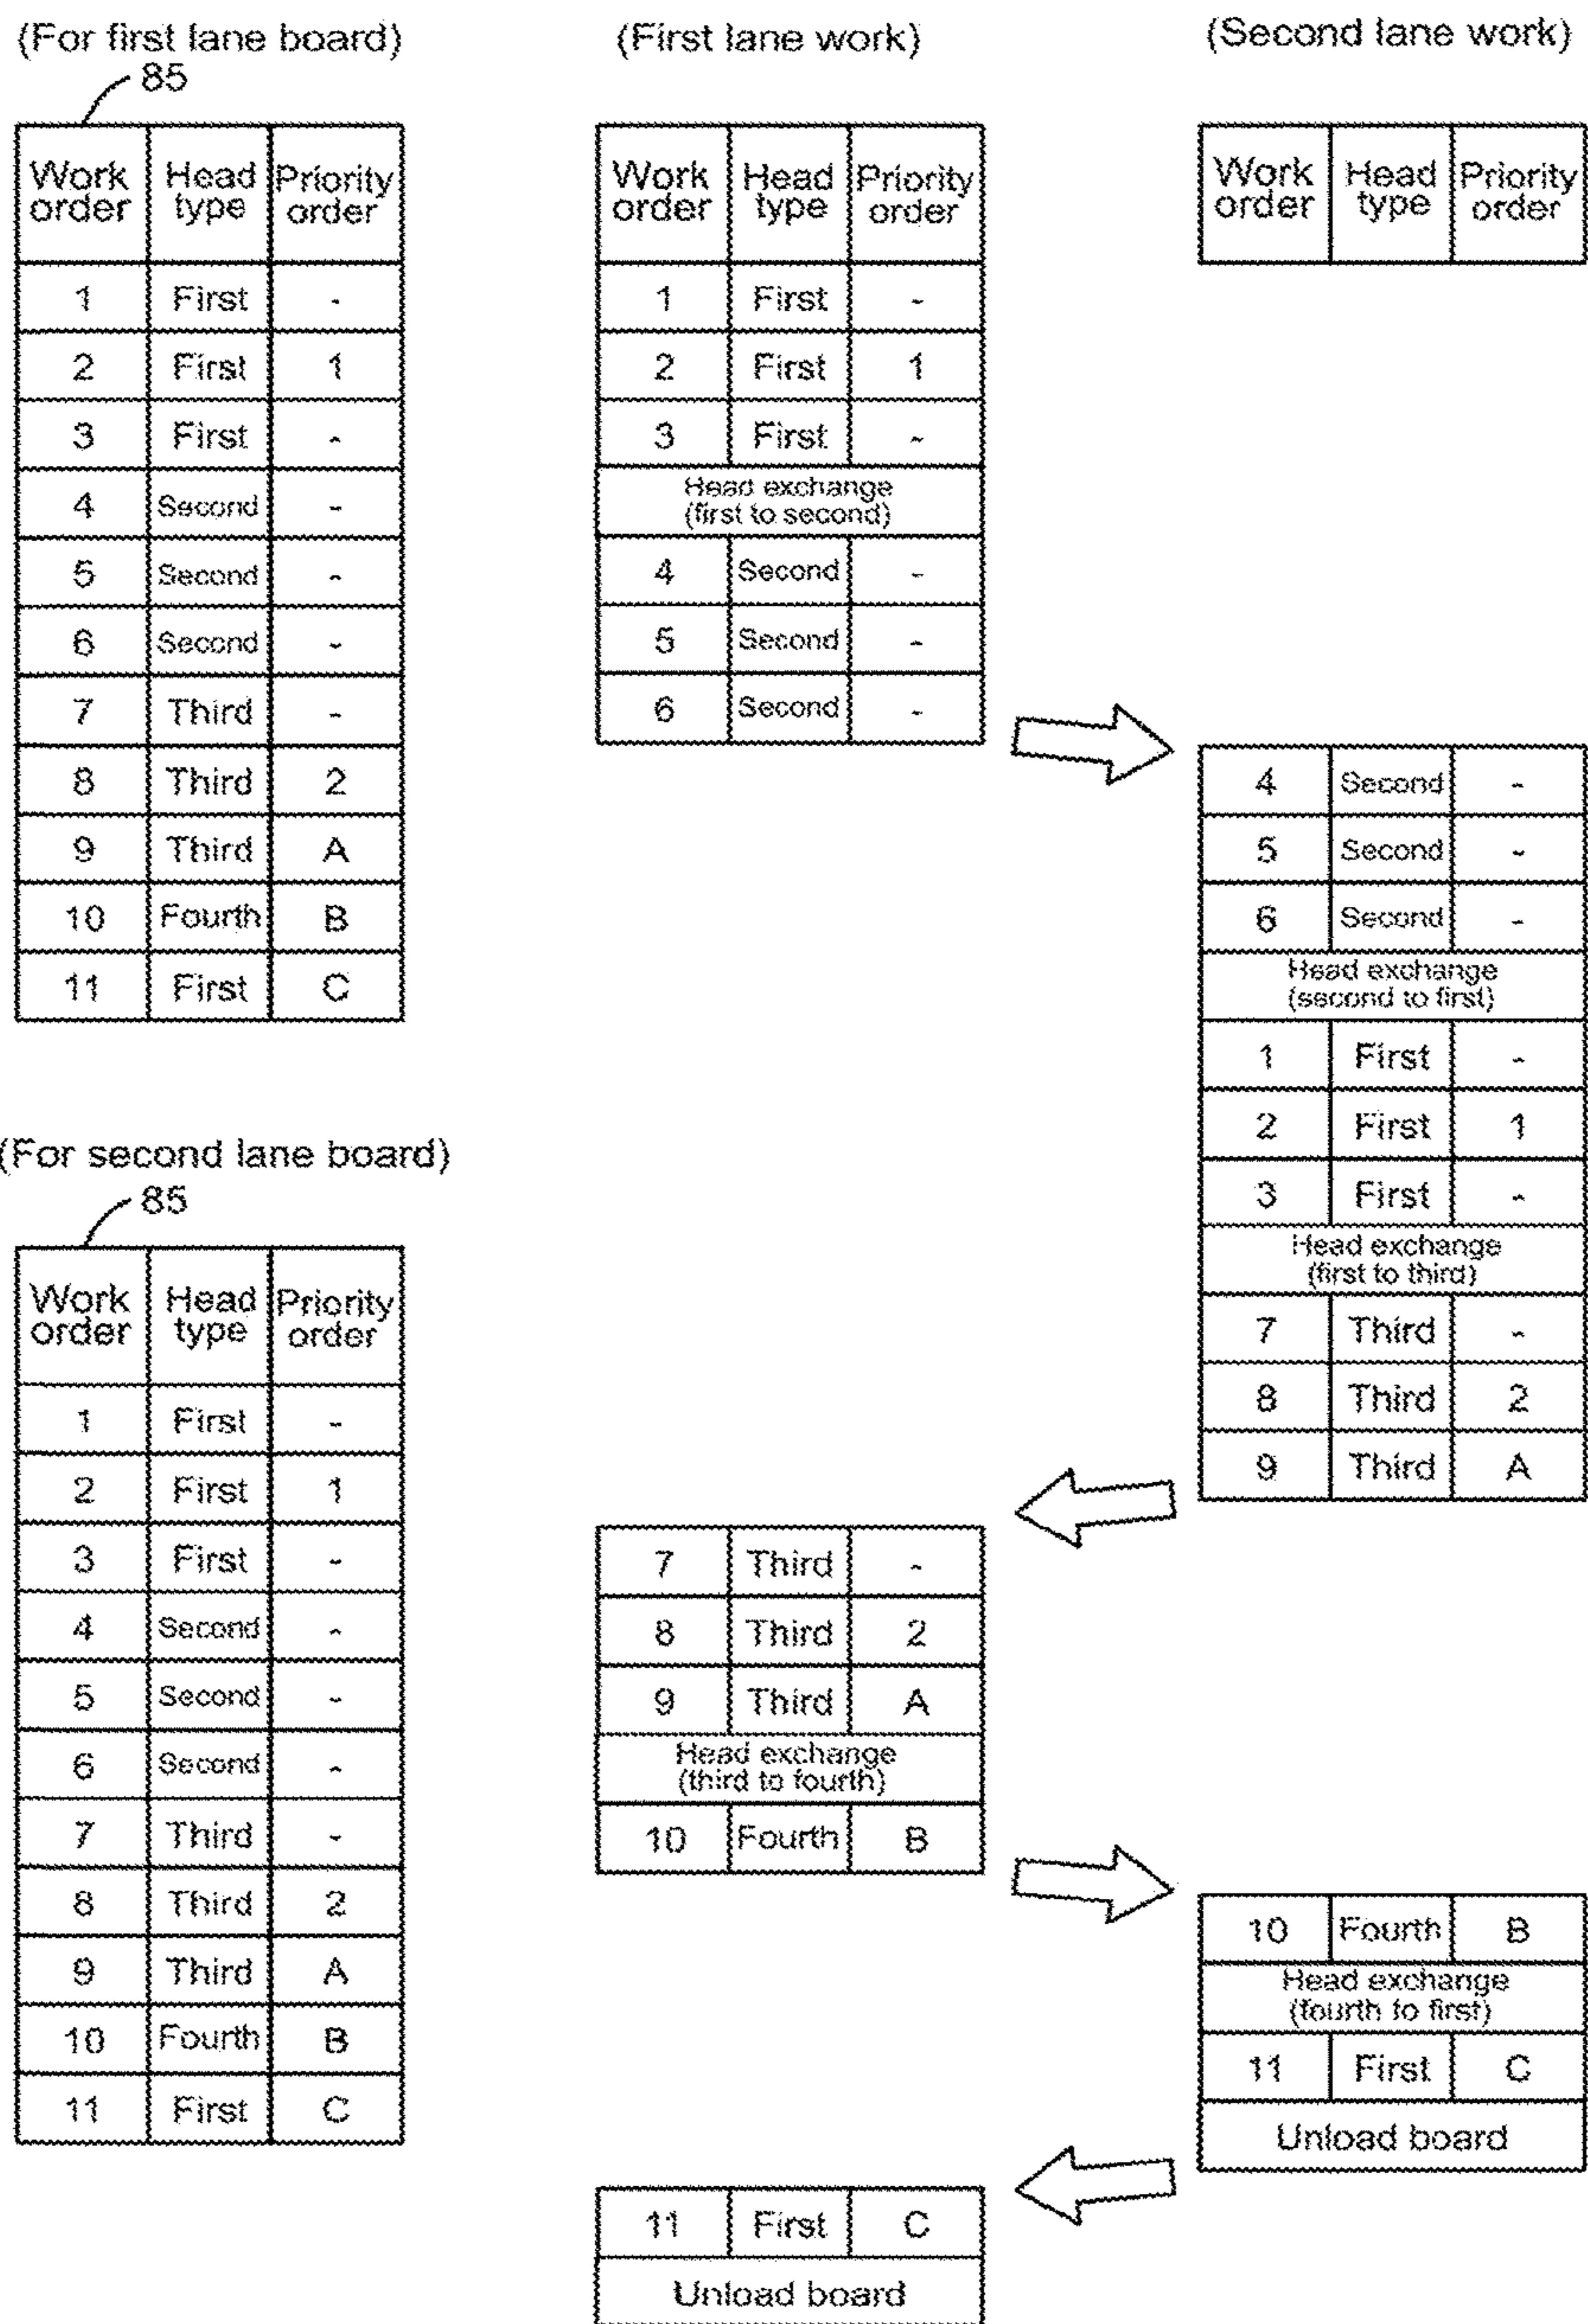 (For first lane board)
85
Work order | Head type | Priority order
1 | First | -
2 | First | 1
3 | First | -
4 | Second | -
5 | Second | -
6 | Second | -
7 | Third | -
8 | Third | 2
9 | Third | A
10 | Fourth | B
11 | First | C
(For second lane board)
85
Work order | Head type | Priority order
1 | First | -
2 | First | 1
3 | First | -
4 | Second | -
5 | Second | -
6 | Second | -
7 | Third | -
8 | Third | 2
9 | Third | A
10 | Fourth | B
11 | First | C
(First lane work)
Work order | Head type | Priority order
1 | First | -
2 | First | 1
3 | First | -
Head exchange
(first to second)
4 | Second | -
5 | Second | -
6 | Second | -
(Second lane work)
Work order | Head type | Priority order
4 | Second | -
5 | Second | -
6 | Second | -
Head exchange
(second to first)
1 | First | -
2 | First | 1
3 | First | -
Head exchange
(first to third)
7 | Third | -
8 | Third | 2
9 | Third | A
7 | Third | -
8 | Third | 2
9 | Third | A
Head exchange
(third to fourth)
10 | Fourth | B
10 | Fourth | B
Head exchange
(fourth to first)
11 | First | C
Unload board
11 | First | C
Unload board